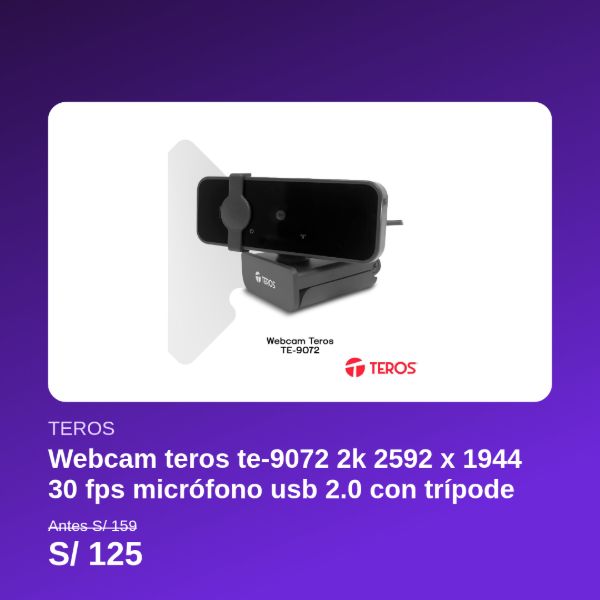 TEROS
Webcam Teros
TE-9072
TEROS
TEROS
Webcam teros te-9072 2k 2592 x 1944
30 fps micrófono usb 2.0 con trípode
Antes S/ 159
S/ 125